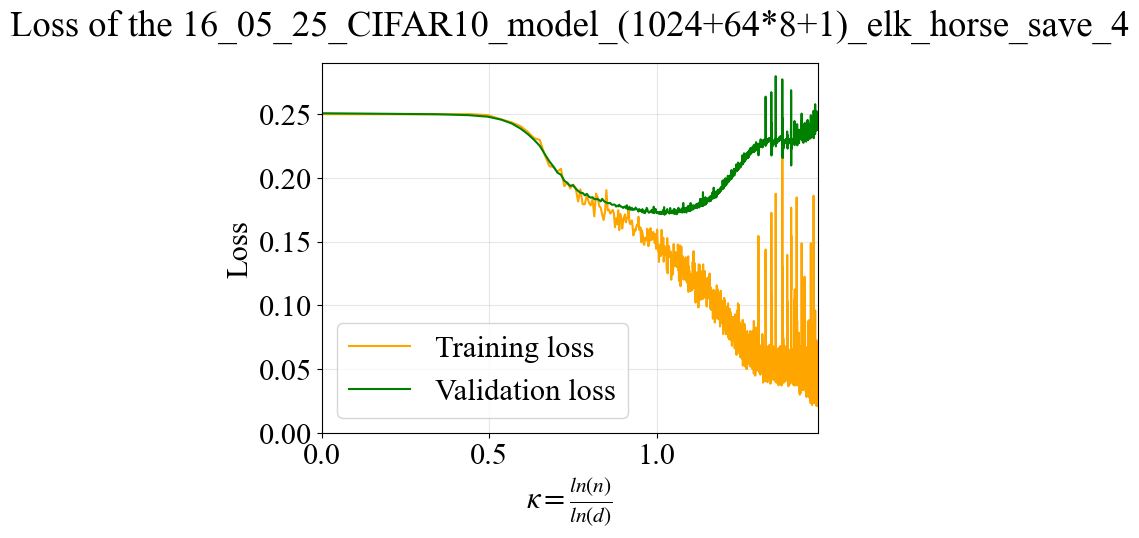 Loss of the 16_05_25_CIFAR10_model_(1024+64*8+1)_elk_horse_save_4
0.25
0.20
0.15
0.10
0.05
0.00
Loss
Training loss
Validation loss
0.0 0.5 1.0
κ = ln(n)/ln(d)